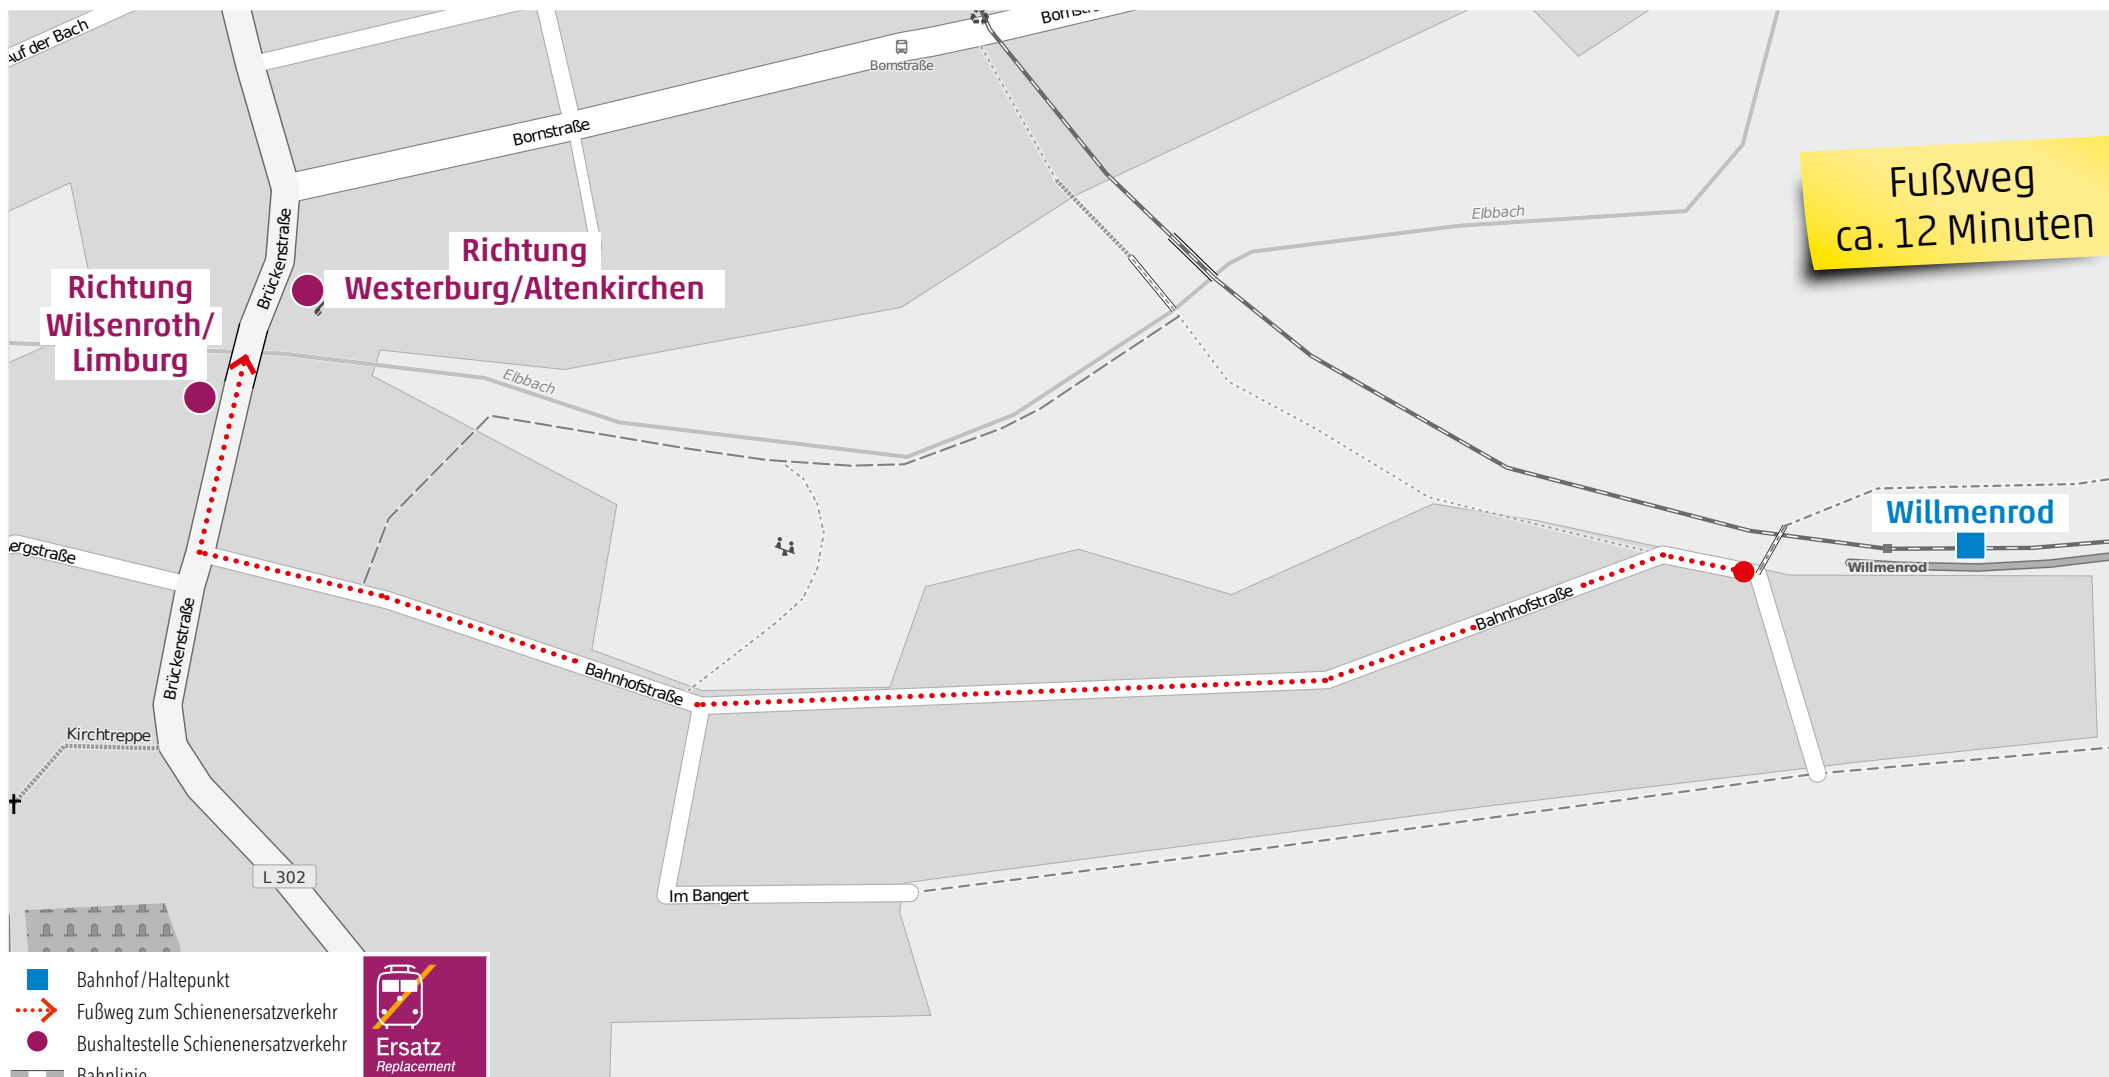 Auf der Bach
Bornstraße
Bornstraße
Bornstraße
Fußweg
ca. 12 Minuten
Elbbach
Brückenstraße
Richtung
Westerburg/Altenkirchen
Richtung
Wilsenroth/
Limburg
Elbbach
Willmenrod
Willmenrod
ergstraße
Bahnhofstraße
Bahnhofstraße
Brückenstraße
Kirchtreppe
L 302
Im Bangert
Bahnhof/Haltepunkt
Fußweg zum Schienenersatzverkehr
Bushaltestelle Schienenersatzverkehr
Bahnlinie
Ersatz
Replacement